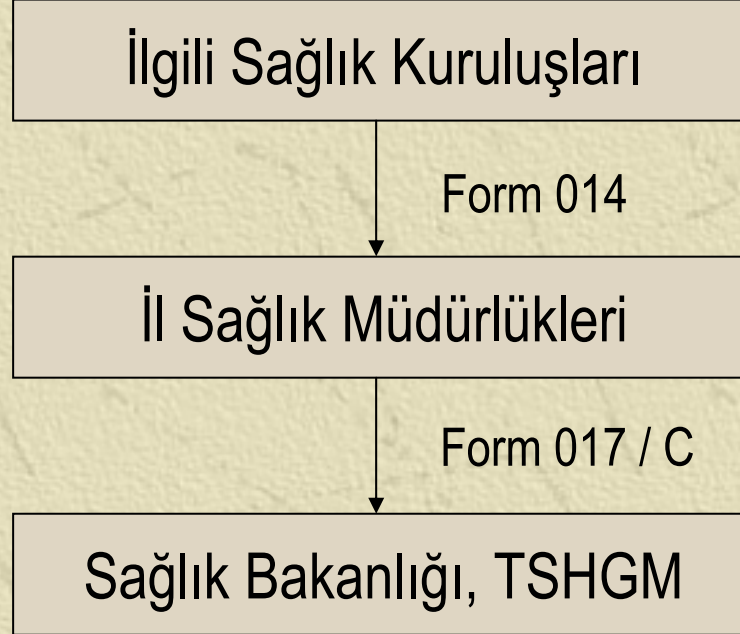 İlgili Sağlık Kuruluşları
Form 014
İl Sağlık Müdürlükleri
Form 017 / C
Sağlık Bakanlığı, TSHGM